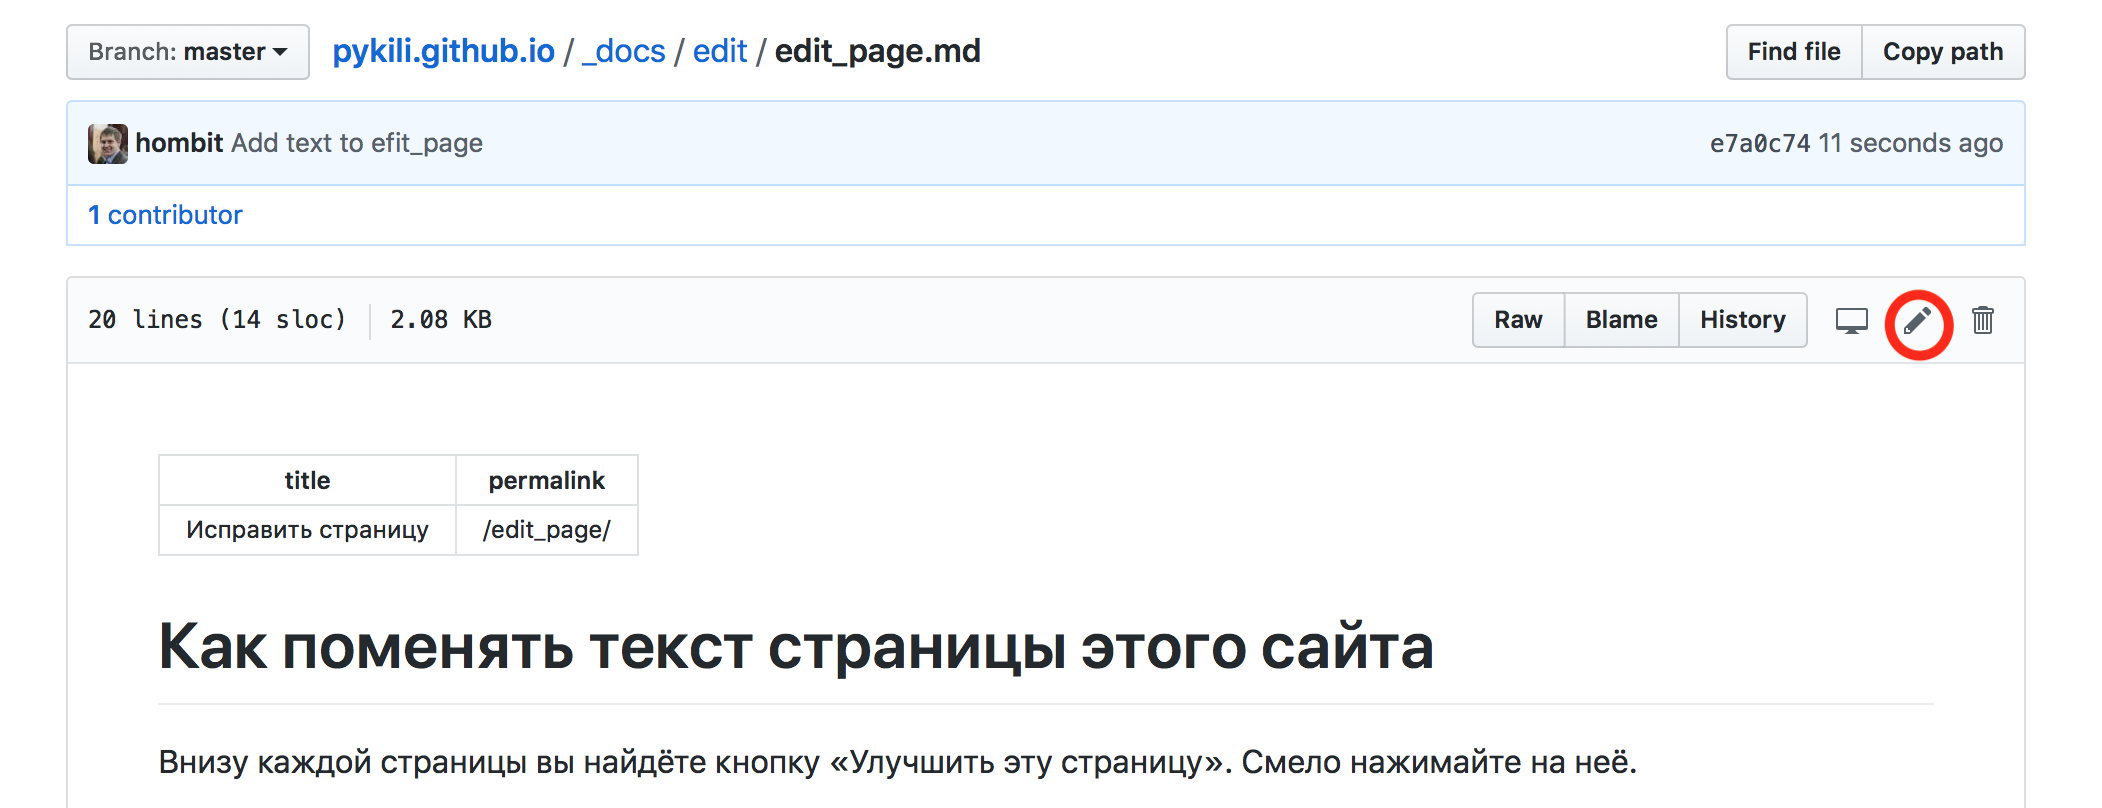 Branch: master pykili.github.io / _docs / edit / edit_page.md Find file Copy path
hombit Add text to efit_page e7a0c74 11 seconds ago
1 contributor
20 lines (14 sloc) 2.08 KB Raw Blame History
title permalink
Исправить страницу /edit_page/
Как поменять текст страницы этого сайта
Внизу каждой страницы вы найдёте кнопку «Улучшить эту страницу». Смело нажимайте на неё.